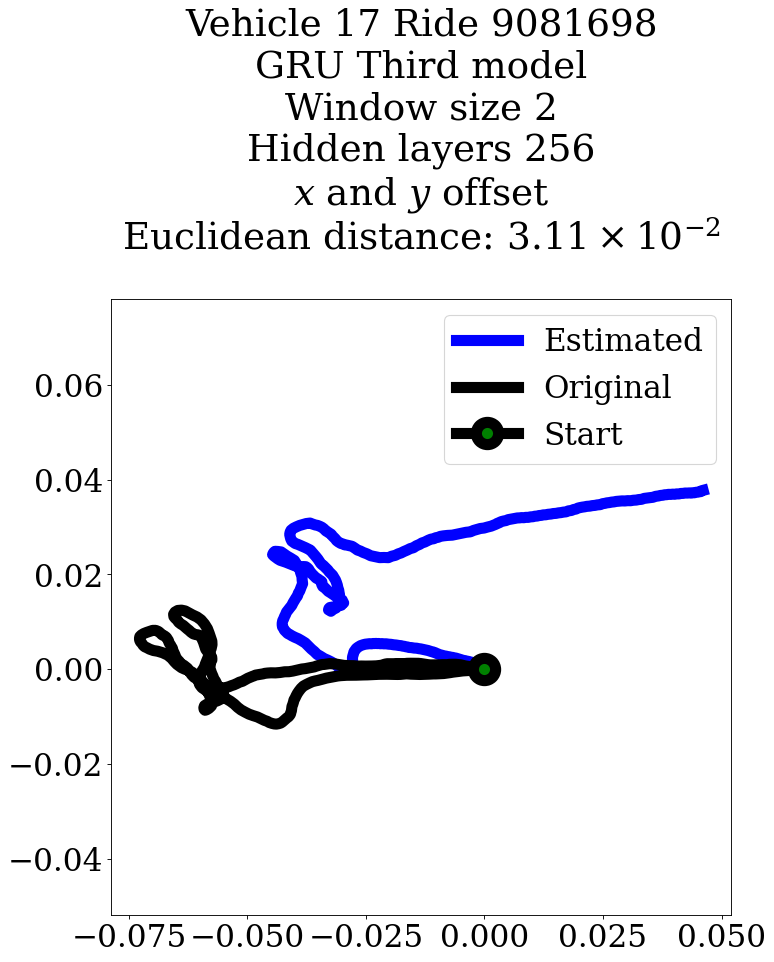 Vehicle 17 Ride 9081698
GRU Third model
Window size 2
Hidden layers 256
x and y offset
Euclidean distance: 3.11 × 10⁻²
Estimated
Original
Start
0.06
0.04
0.02
0.00
−0.02
−0.04
−0.075 −0.050 −0.025 0.000 0.025 0.050